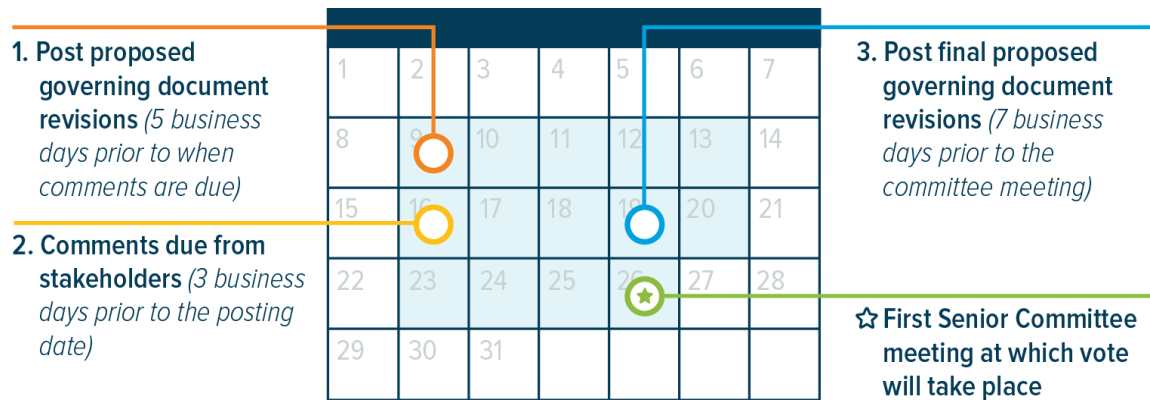 1. Post proposed
governing document
revisions (5 business
days prior to when
comments are due)
2. Comments due from
stakeholders (3 business
days prior to the posting
date)
1 2 3 4 5 6 7
8 9 10 11 12 13 14
15 16 17 18 19 20 21
22 23 24 25 26 27 28
29 30 31
3. Post final proposed
governing document
revisions (7 business
days prior to the
committee meeting)
First Senior Committee
meeting at which vote
will take place